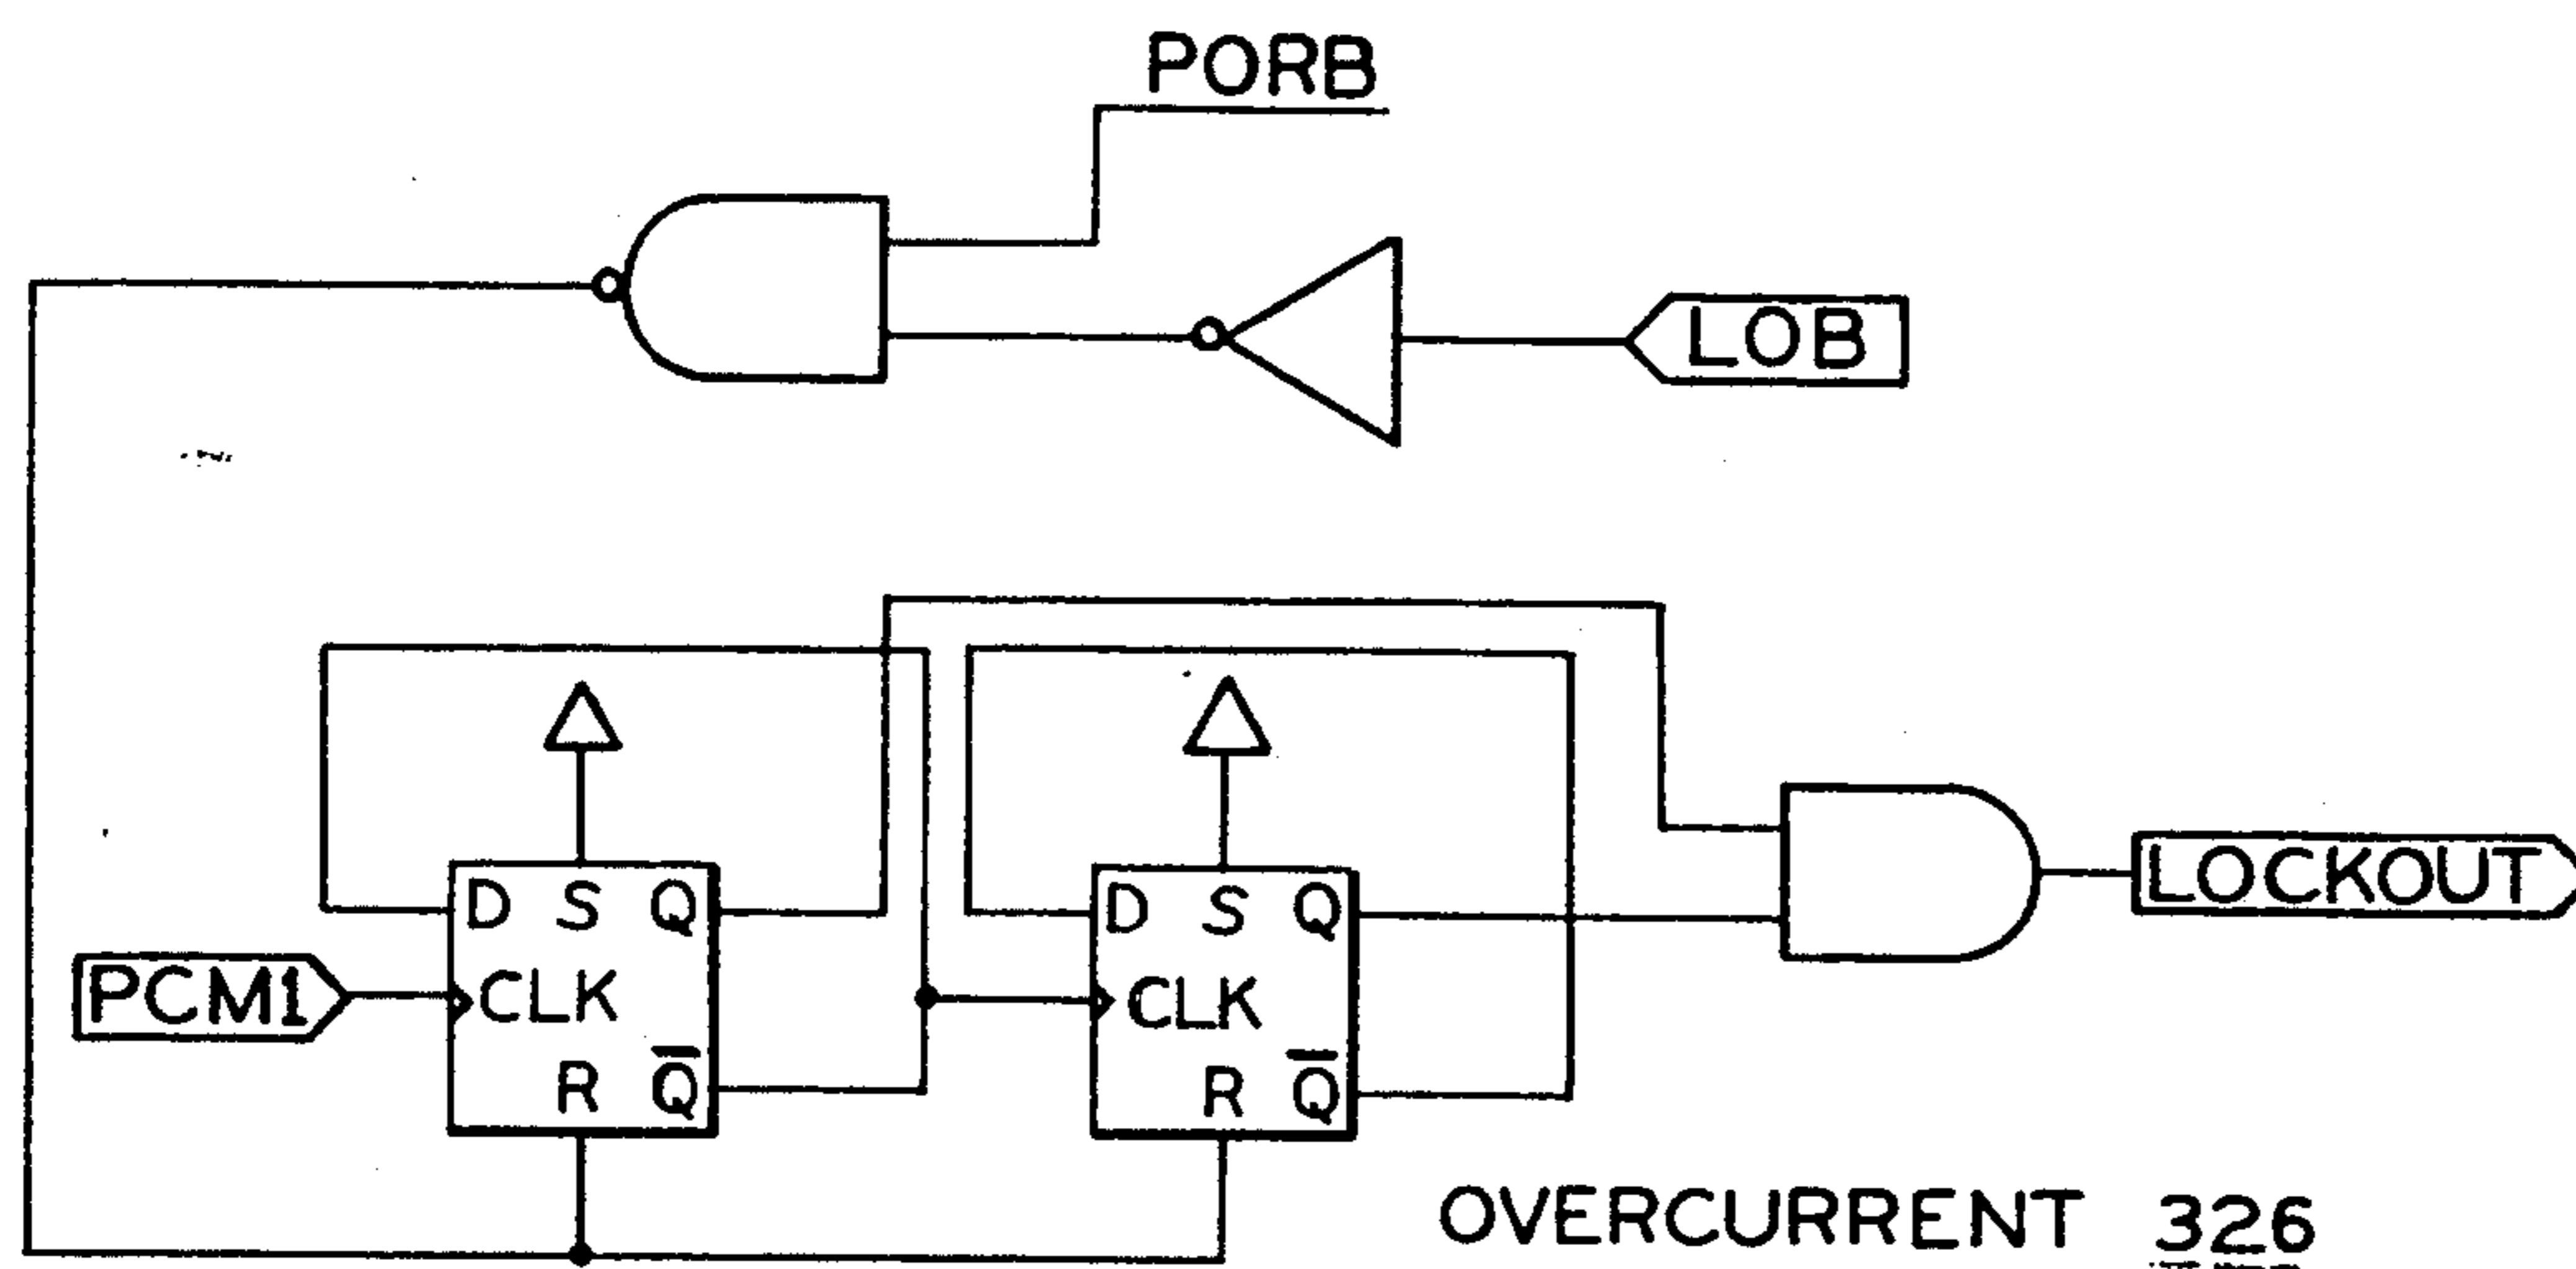 PORB
LOB
D S Q
PCM1
CLK
R Q̅
D S Q
CLK
R Q̅
LOCKOUT
OVERCURRENT 326